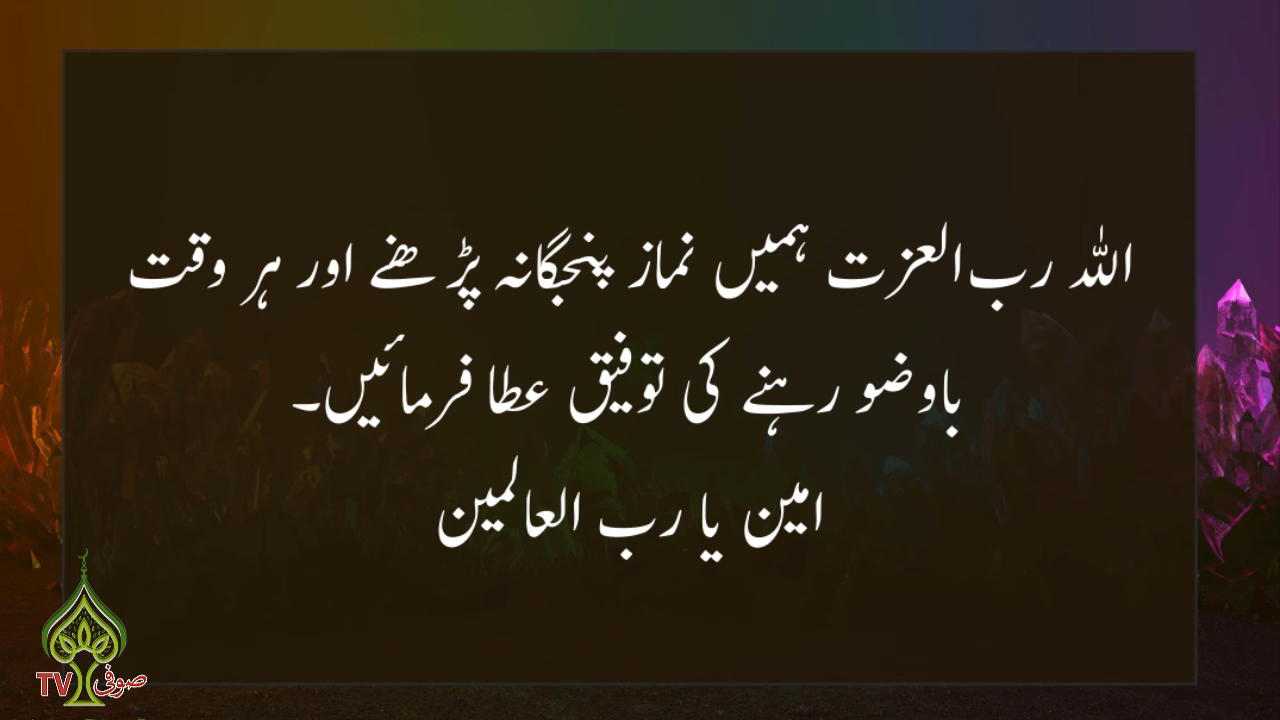 اللہ رب العزت ہمیں نماز پنجگانہ پڑھنے اور ہر وقت
باوضو رہنے کی توفیق عطا فرمائیں۔
امین یا رب العالمین
صوفی TV